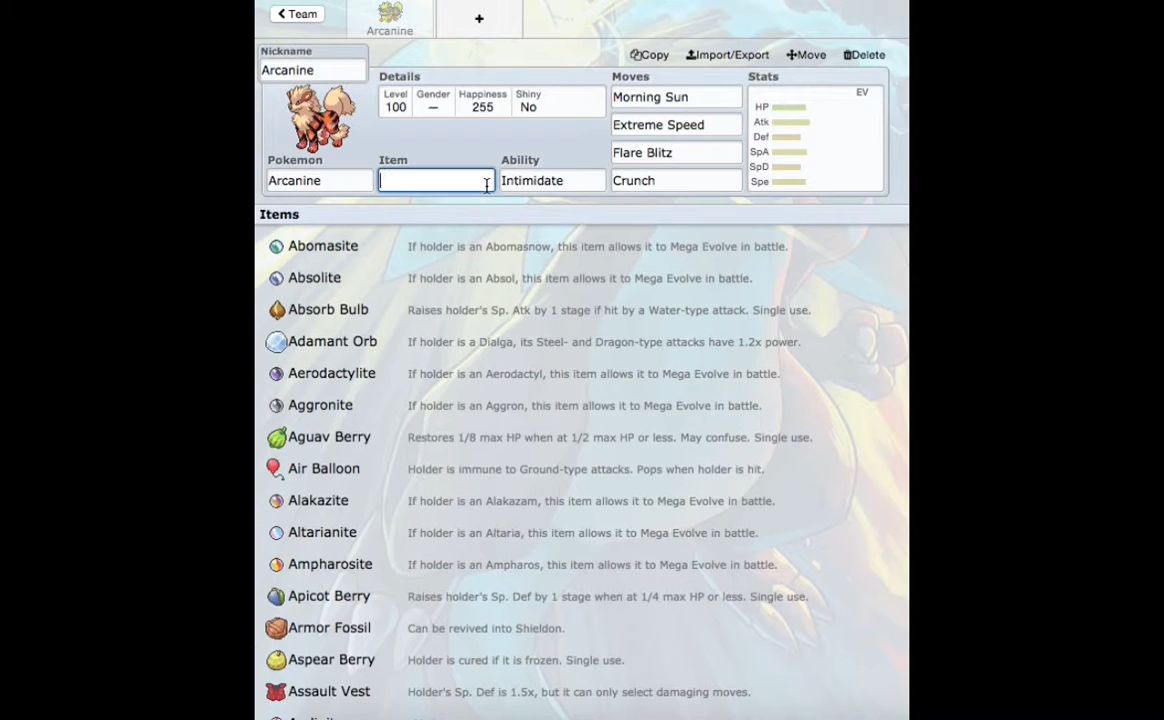 Team
Arcanine
+
Nickname
Arcanine
Copy Import/Export Move Delete
Details
Level Gender Happiness Shiny
100 — 255 No
Moves
Morning Sun
Extreme Speed
Flare Blitz
Crunch
Stats
EV
HP
Atk
Def
SpA
SpD
Spe
Pokemon Item Ability
Arcanine Intimidate
Items
Abomasite If holder is an Abomasnow, this item allows it to Mega Evolve in battle.
Absolite If holder is an Absol, this item allows it to Mega Evolve in battle.
Absorb Bulb Raises holder's Sp. Atk by 1 stage if hit by a Water-type attack. Single use.
Adamant Orb If holder is a Dialga, its Steel- and Dragon-type attacks have 1.2x power.
Aerodactylite If holder is an Aerodactyl, this item allows it to Mega Evolve in battle.
Aggronite If holder is an Aggron, this item allows it to Mega Evolve in battle.
Aguav Berry Restores 1/8 max HP when at 1/2 max HP or less. May confuse. Single use.
Air Balloon Holder is immune to Ground-type attacks. Pops when holder is hit.
Alakazite If holder is an Alakazam, this item allows it to Mega Evolve in battle.
Altarianite If holder is an Altaria, this item allows it to Mega Evolve in battle.
Ampharosite If holder is an Ampharos, this item allows it to Mega Evolve in battle.
Apicot Berry Raises holder's Sp. Def by 1 stage when at 1/4 max HP or less. Single use.
Armor Fossil Can be revived into Shieldon.
Aspear Berry Holder is cured if it is frozen. Single use.
Assault Vest Holder's Sp. Def is 1.5x, but it can only select damaging moves.